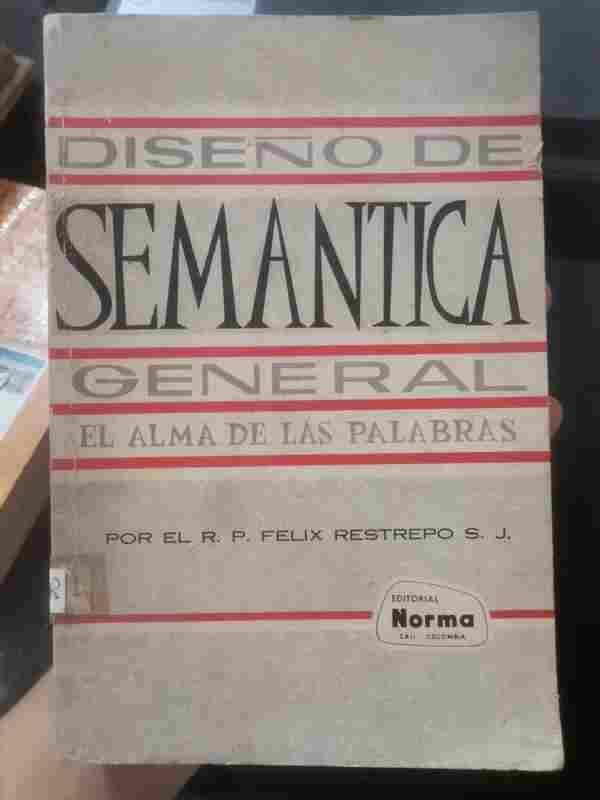 DISEÑO DE
SEMANTICA
GENERAL
EL ALMA DE LAS PALABRAS
POR EL R. P. FELIX RESTREPO S. J.
EDITORIAL
Norma
CALI COLOMBIA